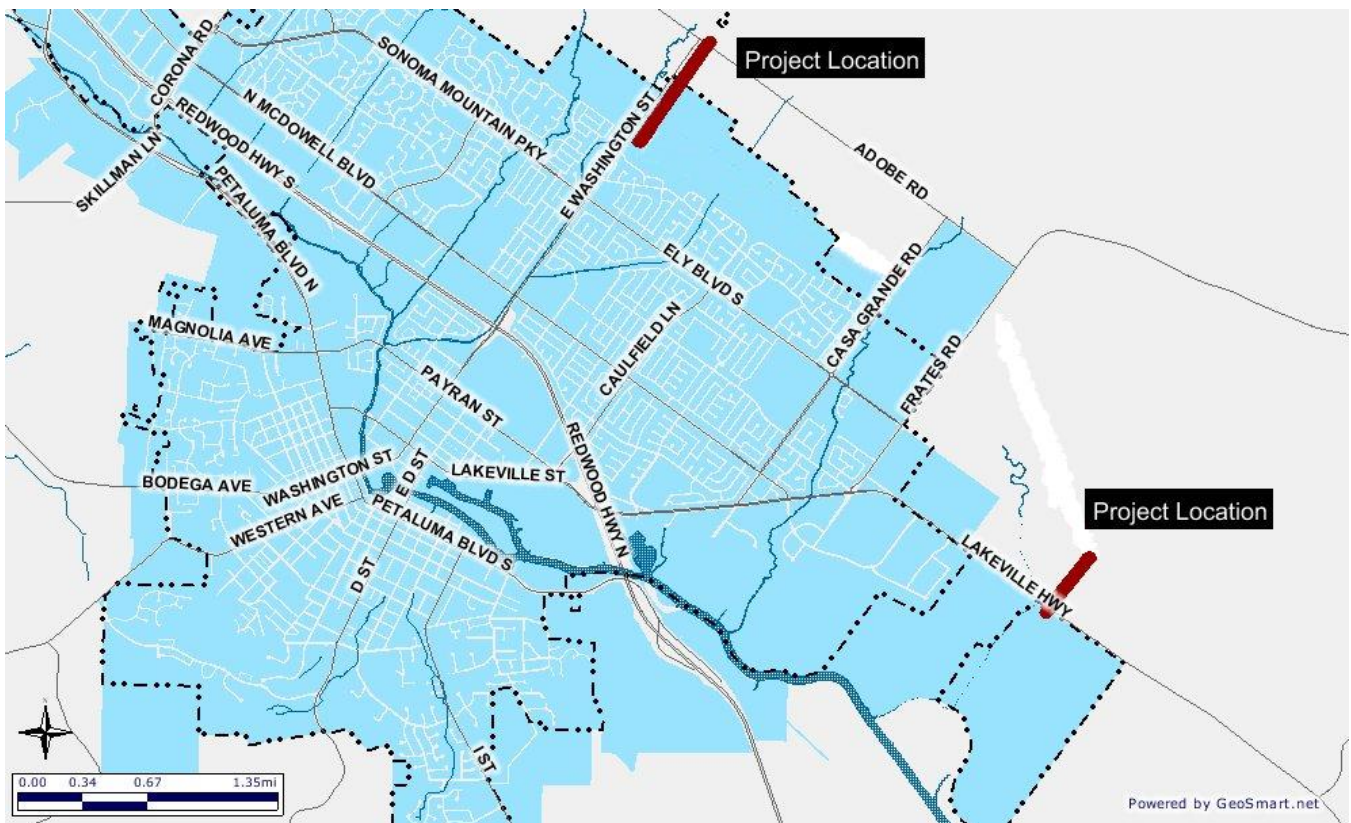 CORONA RD
SONOMA MOUNTAIN PKY
Project Location
REDWOOD HWY S
N MCDOWELL BLVD
E WASHINGTON ST
SKILLMAN LN
ADOBE RD
PETALUMA BLVD N
ELY BLVD S
CASA GRANDE RD
MAGNOLIA AVE
CAULFIELD LN
FRATES RD
PAYRAN ST
REDWOOD HWY N
WASHINGTON ST
E D ST
LAKEVILLE ST
BODEGA AVE
WESTERN AVE
PETALUMA BLVD S
Project Location
LAKEVILLE HWY
D ST
I ST
0.00 0.34 0.67 1.35mi
Powered by GeoSmart.net